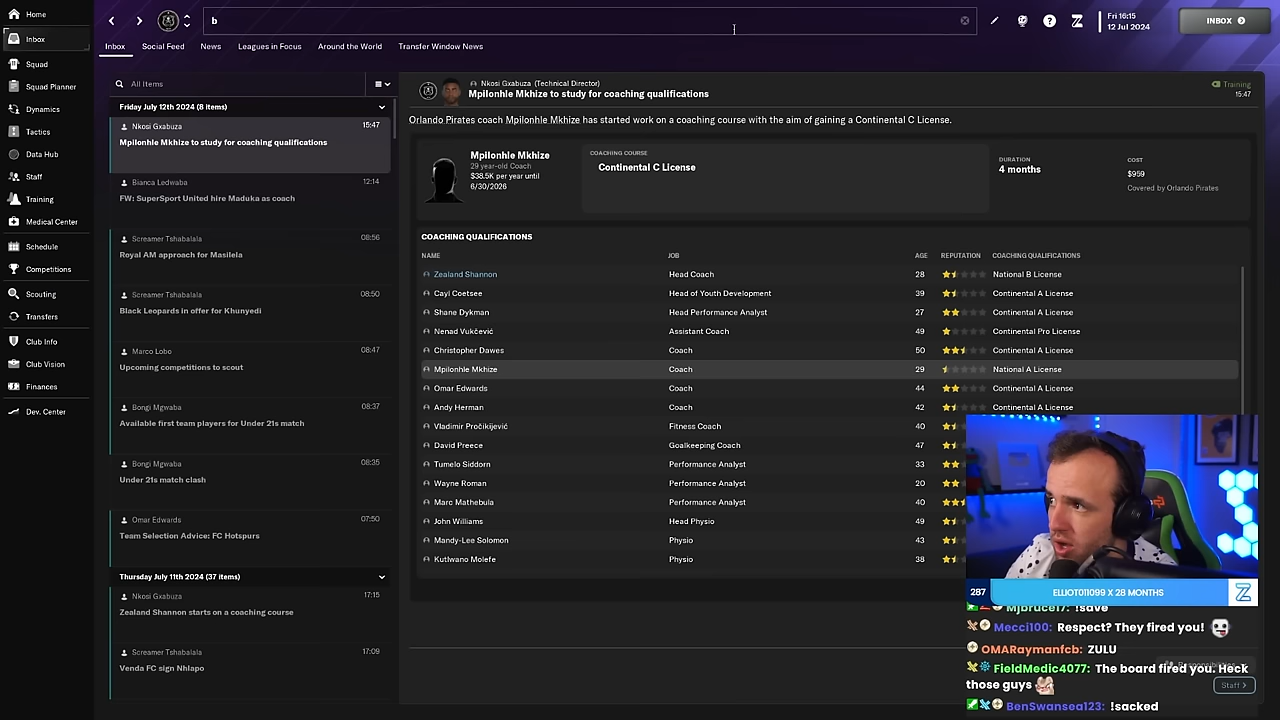 Home
Inbox
Squad
Squad Planner
Dynamics
Tactics
Data Hub
Staff
Training
Medical Center
Schedule
Competitions
Scouting
Transfers
Club Info
Club Vision
Finances
Dev. Center
b
Fri 16:15
12 Jul 2024
INBOX
Inbox
Social Feed
News
Leagues in Focus
Around the World
Transfer Window News
All Items
Friday July 12th 2024 (8 items)
Nkosi Gxabuza 15:47
Mpilonhle Mkhize to study for coaching qualifications
Bianca Ledwaba 12:14
FW: SuperSport United hire Maduka as coach
Screamer Tshabalala 08:56
Royal AM approach for Masilela
Screamer Tshabalala 08:50
Black Leopards in offer for Khunyedi
Marco Lobo 08:47
Upcoming competitions to scout
Bongi Mgwaba 08:37
Available first team players for Under 21s match
Bongi Mgwaba 08:35
Under 21s match clash
Omar Edwards 07:50
Team Selection Advice: FC Hotspurs
Thursday July 11th 2024 (37 items)
Nkosi Gxabuza 17:15
Zealand Shannon starts on a coaching course
Screamer Tshabalala 17:09
Venda FC sign Nhlapo
Nkosi Gxabuza (Technical Director)
Mpilonhle Mkhize to study for coaching qualifications
Training
15:47
Orlando Pirates coach Mpilonhle Mkhize has started work on a coaching course with the aim of gaining a Continental C License.
Mpilonhle Mkhize
29 year-old Coach
$38.5K per year until
6/30/2026
COACHING COURSE
Continental C License
DURATION
4 months
COST
$959
Covered by Orlando Pirates
COACHING QUALIFICATIONS
NAME JOB AGE REPUTATION COACHING QUALIFICATIONS
Zealand Shannon Head Coach 28 National B License
Cayl Coetsee Head of Youth Development 39 Continental A License
Shane Dykman Head Performance Analyst 27 Continental A License
Nenad Vukčević Assistant Coach 49 Continental Pro License
Christopher Dawes Coach 50 Continental A License
Mpilonhle Mkhize Coach 29 National A License
Omar Edwards Coach 44 Continental A License
Andy Herman Coach 42 Continental A License
Vladimir Pročikijević Fitness Coach 40
David Preece Goalkeeping Coach 47
Tumelo Siddorn Performance Analyst 33
Wayne Roman Performance Analyst 20
Marc Mathebula Performance Analyst 40
John Williams Head Physio 49
Mandy-Lee Solomon Physio 43
Kutlwano Molefe Physio 38
287 ELLIOT011099 X 28 MONTHS Z
Mjbruce17: !save
Mecci100: Respect? They fired you!
OMARaymanfcb: ZULU
FieldMedic4077: The board fired you. Heck
those guys
Staff
BenSwansea123: !sacked